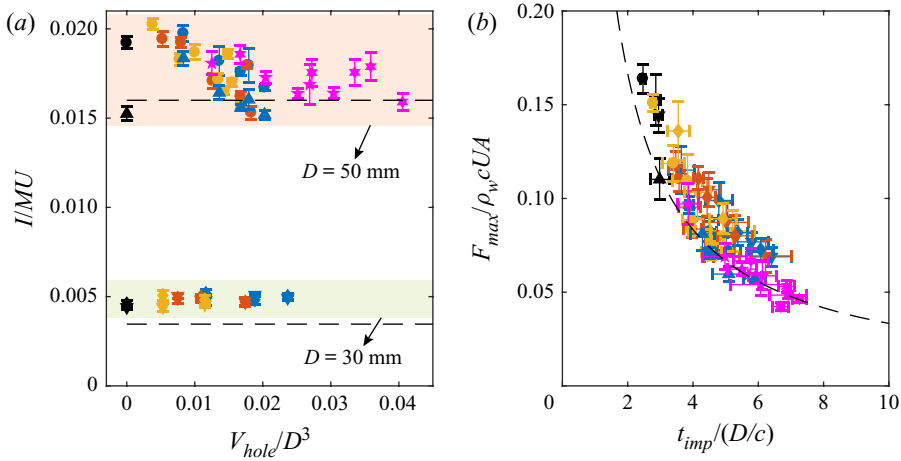 (a)
0.020
0.015
0.010
0.005
0
I/MU
D = 50 mm
D = 30 mm
0 0.01 0.02 0.03 0.04
V_hole/D³
(b)
0.20
0.15
0.10
0.05
F_max/ρ_w cUA
0 2 4 6 8 10
t_imp/(D/c)